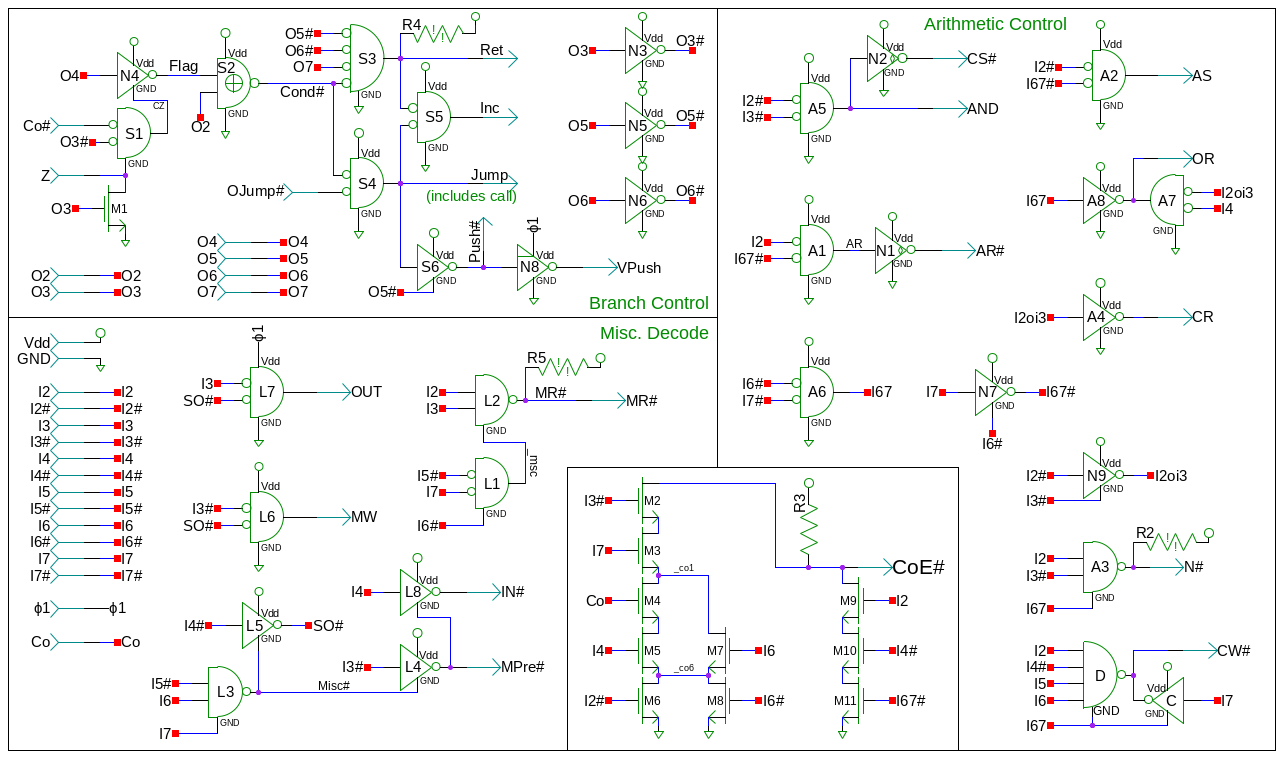 Branch Control
O4
N4
Vdd
GND
Flag
CZ
Co#
O3#
S1
GND
Z
O3
M1
S2
Vdd
GND
O2
Cond#
O5#
O6#
O7
S3
GND
R4
! !
Ret
S5
Vdd
GND
Inc
OJump#
S4
Vdd
GND
Jump
(includes call)
S6
Vdd
GND
O5#
Push#
ϕ1
N8
Vdd
GND
VPush
O3
N3
Vdd
GND
O3#
O5
N5
Vdd
GND
O5#
O6
N6
Vdd
GND
O6#
O4 O4
O5 O5
O6 O6
O7 O7
O2 O2
O3 O3
Misc. Decode
Vdd
GND
I2 I2
I2# I2#
I3 I3
I3# I3#
I4 I4
I4# I4#
I5 I5
I5# I5#
I6 I6
I6# I6#
I7 I7
I7# I7#
ϕ1 ϕ1
Co Co
ϕ1
I3
SO#
L7
Vdd
GND
OUT
I3#
SO#
L6
Vdd
GND
MW
I4#
L5
Vdd
GND
SO#
I5#
I6
I7
L3
GND
Misc#
I2
I3
L2
GND
R5
! !
MR#
MR#
_misc
I5#
I7
I6#
L1
GND
I4
L8
Vdd
GND
IN#
I3#
L4
Vdd
GND
MPre#
I3#
M2
I7
M3
_co1
Co
M4
I4
M5
_co6
I2#
M6
M7
I6
M8
I6#
R3
CoE#
M9
I2
M10
I4#
M11
I67#
Arithmetic Control
I2#
I3#
A5
Vdd
GND
N2
Vdd
GND
CS#
AND
I2#
I67#
A2
Vdd
GND
AS
I2
I67#
A1
Vdd
GND
AR
N1
Vdd
GND
AR#
I67
A8
Vdd
GND
OR
A7
GND
I2oi3
I4
I2oi3
A4
Vdd
GND
CR
I6#
I7#
A6
Vdd
GND
I67
I7
N7
Vdd
GND
I67#
I6#
I2#
I3#
N9
Vdd
GND
I2oi3
I2
I3#
I67
A3
GND
R2
! !
N#
I2
I4#
I5
I6
I67
D
GND
CW#
C
Vdd
GND
I7